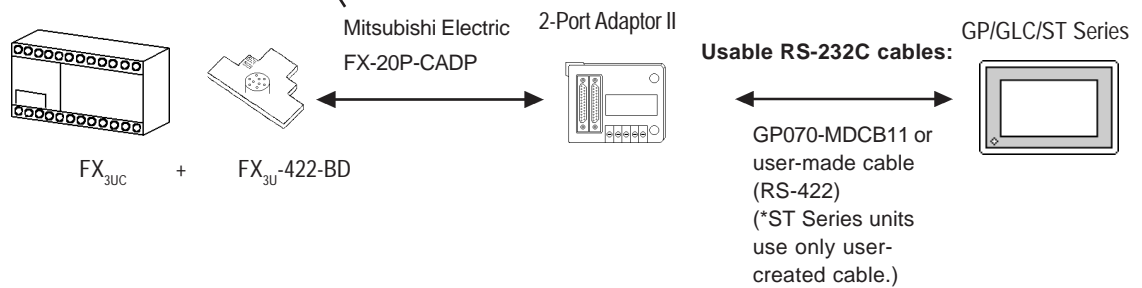 Mitsubishi Electric
FX-20P-CADP
2-Port Adaptor II
Usable RS-232C cables:
GP/GLC/ST Series
FX3UC + FX3U-422-BD
GP070-MDCB11 or
user-made cable
(RS-422)
(*ST Series units
use only user-
created cable.)